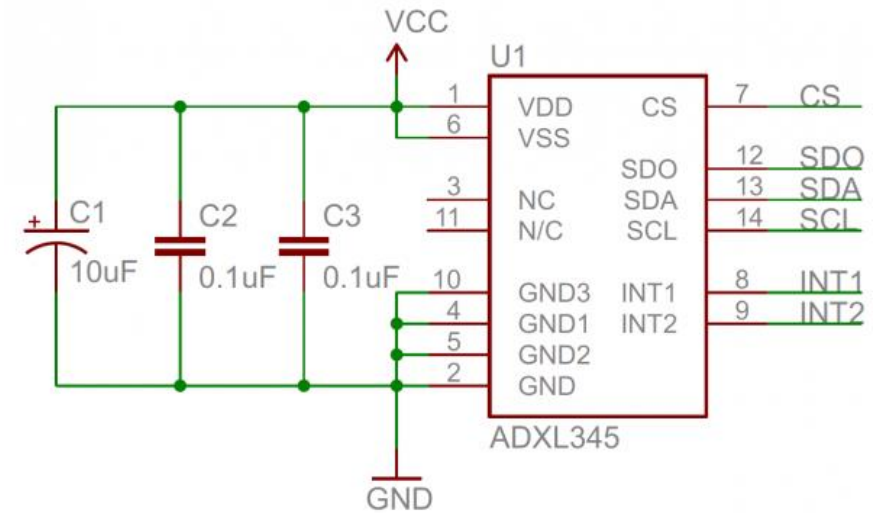 VCC
U1
1 VDD CS 7 CS
6 VSS
SDO 12 SDO
3 NC SDA 13 SDA
11 N/C SCL 14 SCL
+ C1 C2 C3
10uF 0.1uF 0.1uF
10 GND3 INT1 8 INT1
4 GND1 INT2 9 INT2
5 GND2
2 GND
ADXL345
GND